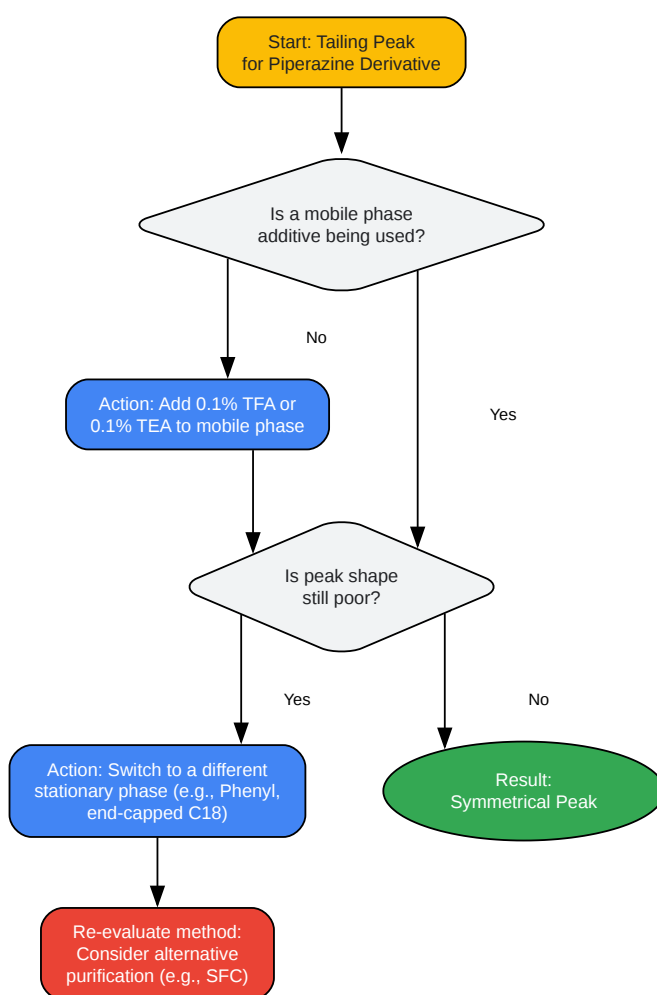 Start: Tailing Peak
for Piperazine Derivative
Is a mobile phase
additive being used?
No
Action: Add 0.1% TFA or
0.1% TEA to mobile phase
Yes
Is peak shape
still poor?
Yes
No
Action: Switch to a different
stationary phase (e.g., Phenyl,
end-capped C18)
Result:
Symmetrical Peak
Re-evaluate method:
Consider alternative
purification (e.g., SFC)